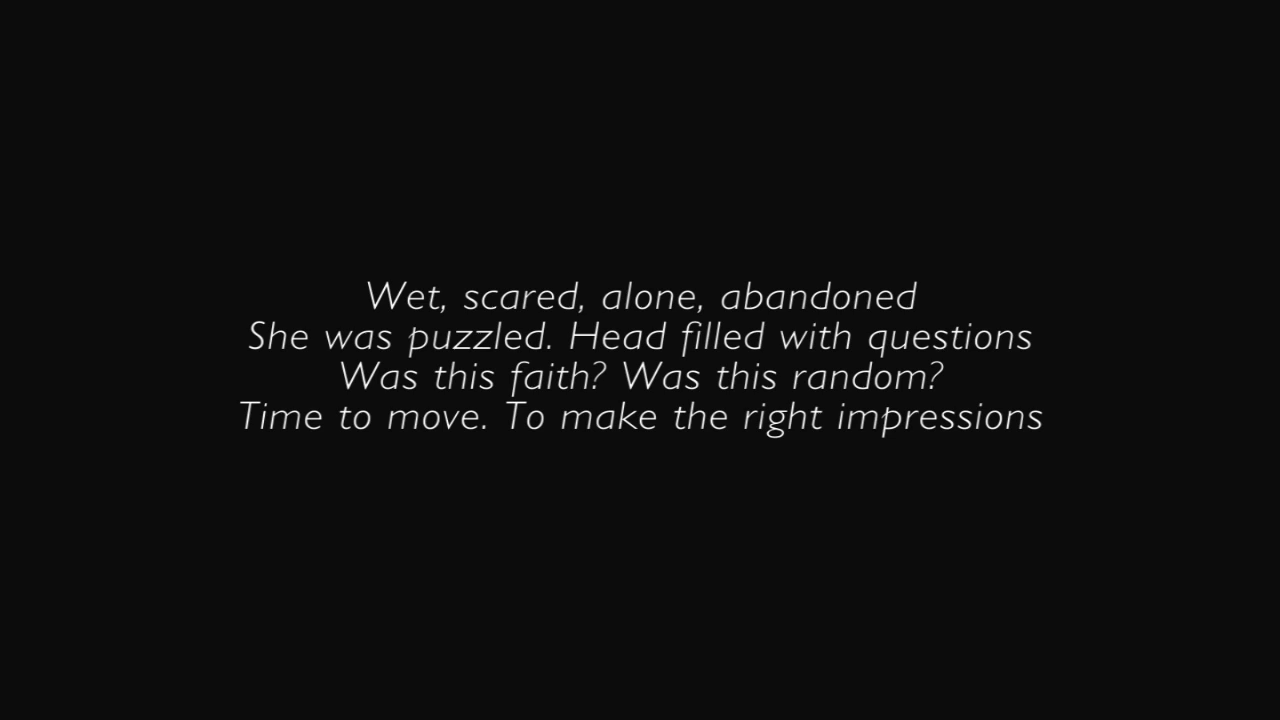 Wet, scared, alone, abandoned
She was puzzled. Head filled with questions
Was this faith? Was this random?
Time to move. To make the right impressions